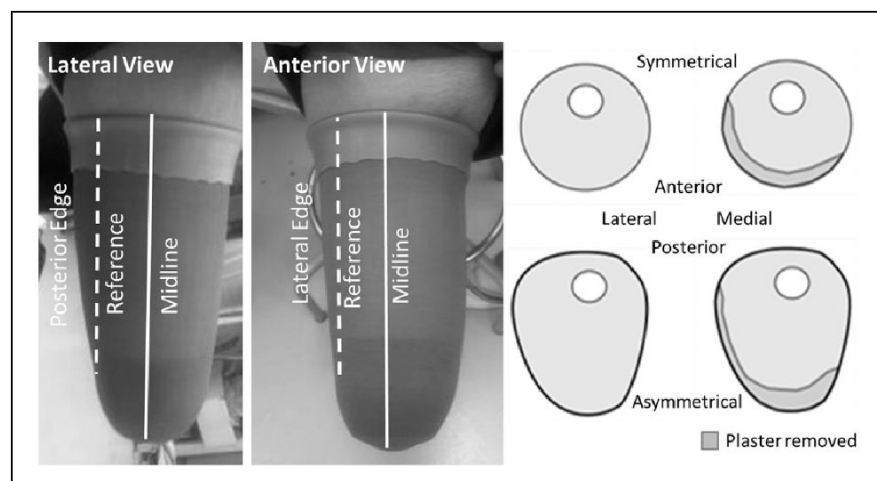 Lateral View
Posterior Edge
Reference
Midline
Anterior View
Lateral Edge
Reference
Midline
Symmetrical
Anterior
Lateral
Medial
Posterior
Asymmetrical
Plaster removed